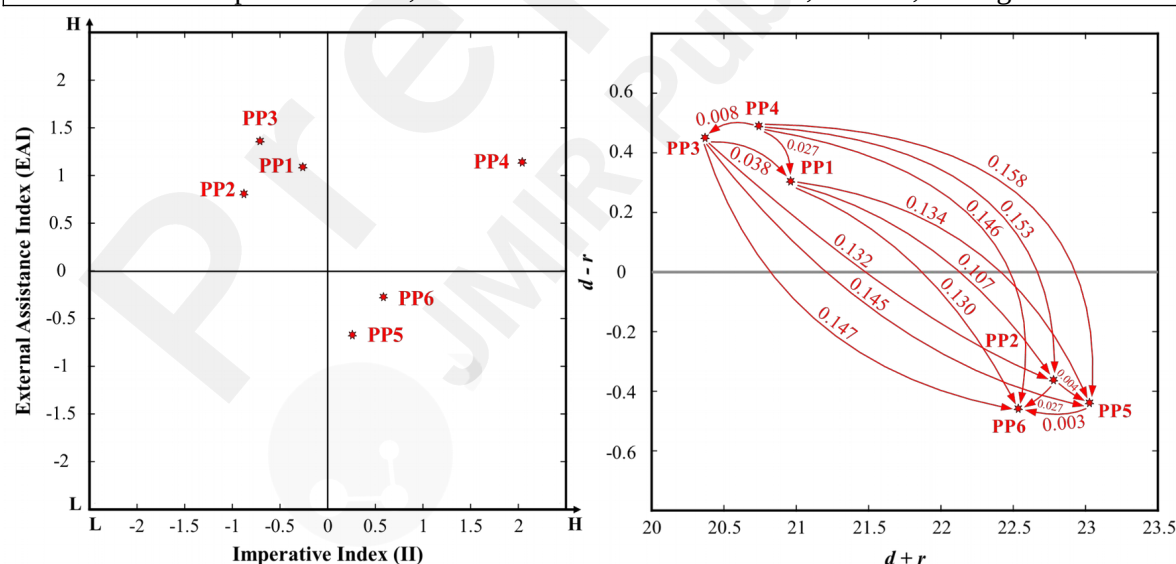 H
2
1.5
1
0.5
0
-0.5
-1
-1.5
-2
L
External Assistance Index (EAI)
PP3
PP1
PP2
PP4
PP6
PP5
L -2 -1.5 -1 -0.5 0 0.5 1 1.5 2 H
Imperative Index (II)
0.6
0.4
0.2
0
-0.2
-0.4
-0.6
d - r
PP4
0.008
PP3
0.027
0.038
PP1
0.158
0.134
0.146
0.153
0.132
0.107
0.145
0.130
0.147
PP2
0.004
0.027
PP5
0.003
PP6
20 20.5 21 21.5 22 22.5 23 23.5
d + r
Pre
JMIR Pu